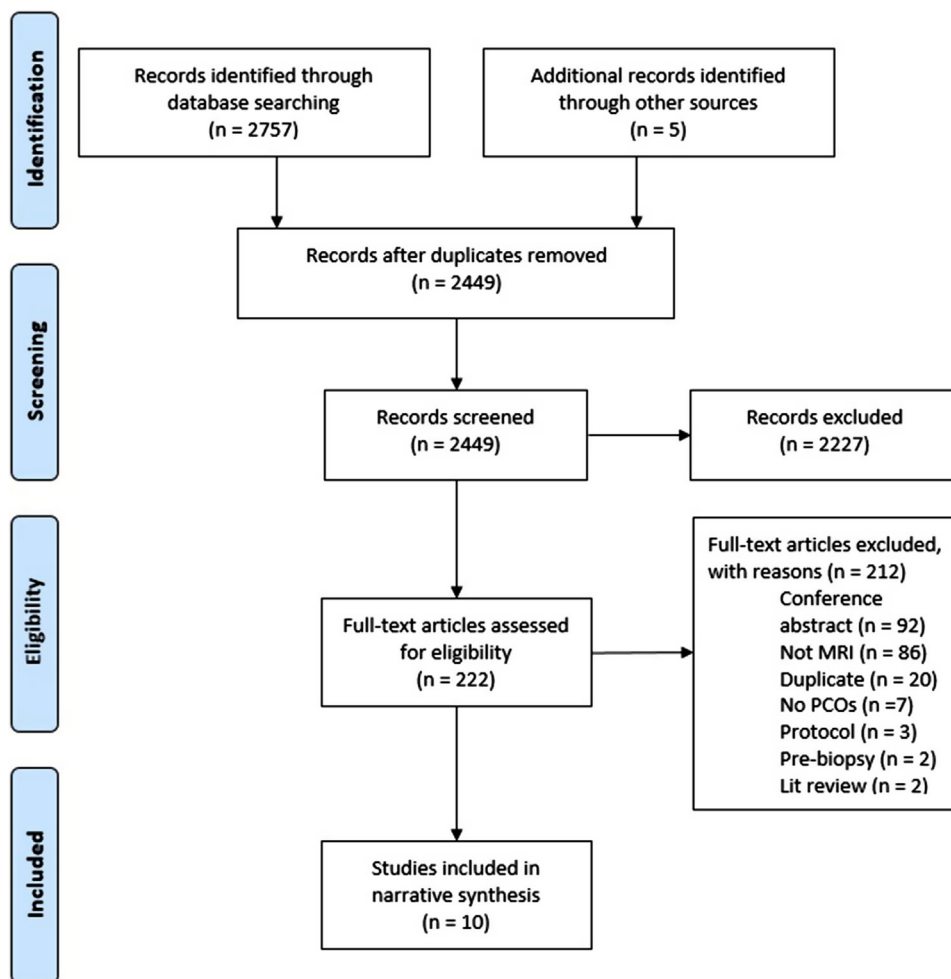 Identification
Records identified through
database searching
(n = 2757)
Additional records identified
through other sources
(n = 5)
Records after duplicates removed
(n = 2449)
Screening
Records screened
(n = 2449)
Records excluded
(n = 2227)
Eligibility
Full-text articles assessed
for eligibility
(n = 222)
Full-text articles excluded,
with reasons (n = 212)
Conference
abstract (n = 92)
Not MRI (n = 86)
Duplicate (n = 20)
No PCOs (n =7)
Protocol (n = 3)
Pre-biopsy (n = 2)
Lit review (n = 2)
Included
Studies included in
narrative synthesis
(n = 10)